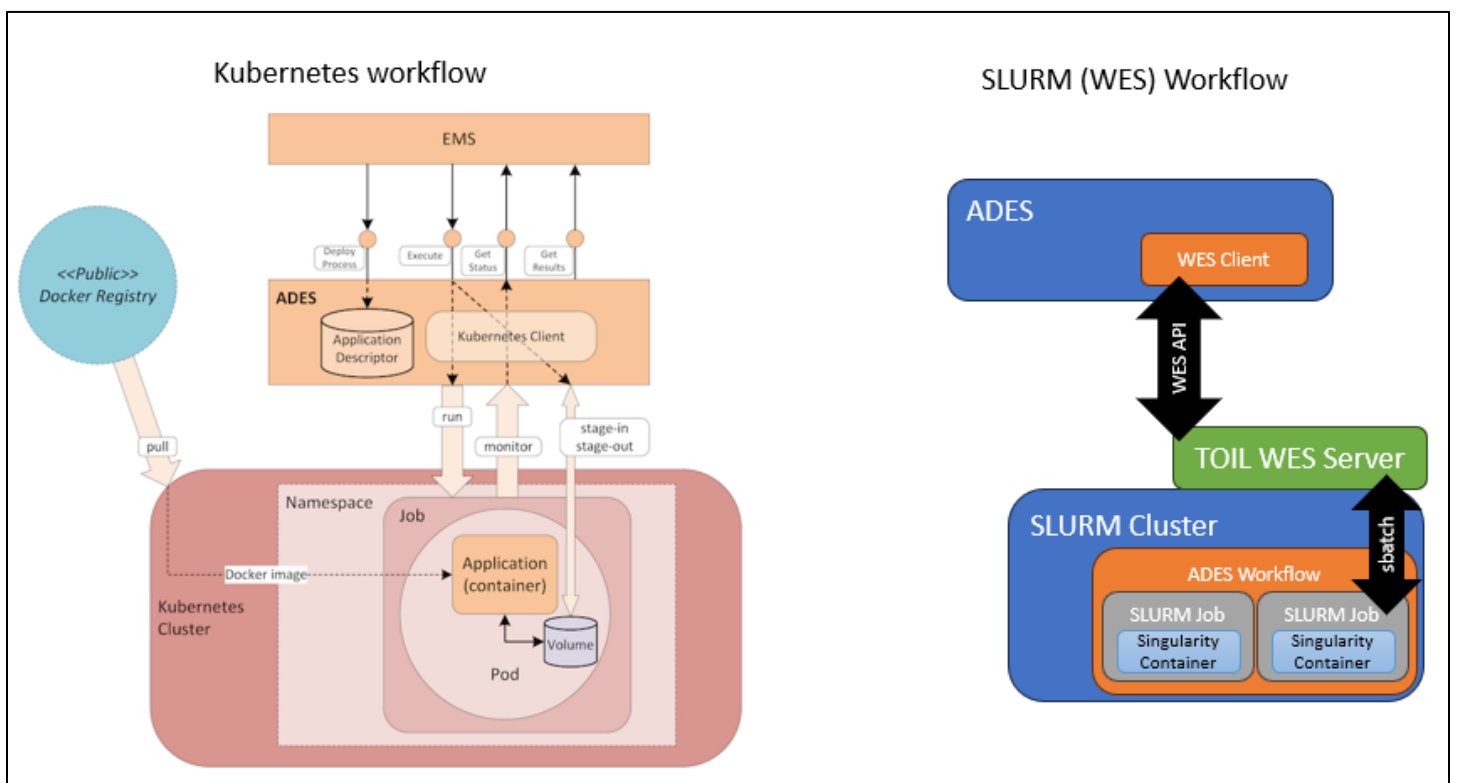 Kubernetes workflow
EMS
Deploy
Process
Execute
Get
Status
Get
Results
<<Public>>
Docker Registry
ADES
Application
Descriptor
Kubernetes Client
pull
run
monitor
stage-in
stage-out
Namespace
Job
Application
(container)
Docker image
Kubernetes
Cluster
Volume
Pod
SLURM (WES) Workflow
ADES
WES Client
WES API
TOIL WES Server
SLURM Cluster
sbatch
ADES Workflow
SLURM Job
Singularity
Container
SLURM Job
Singularity
Container